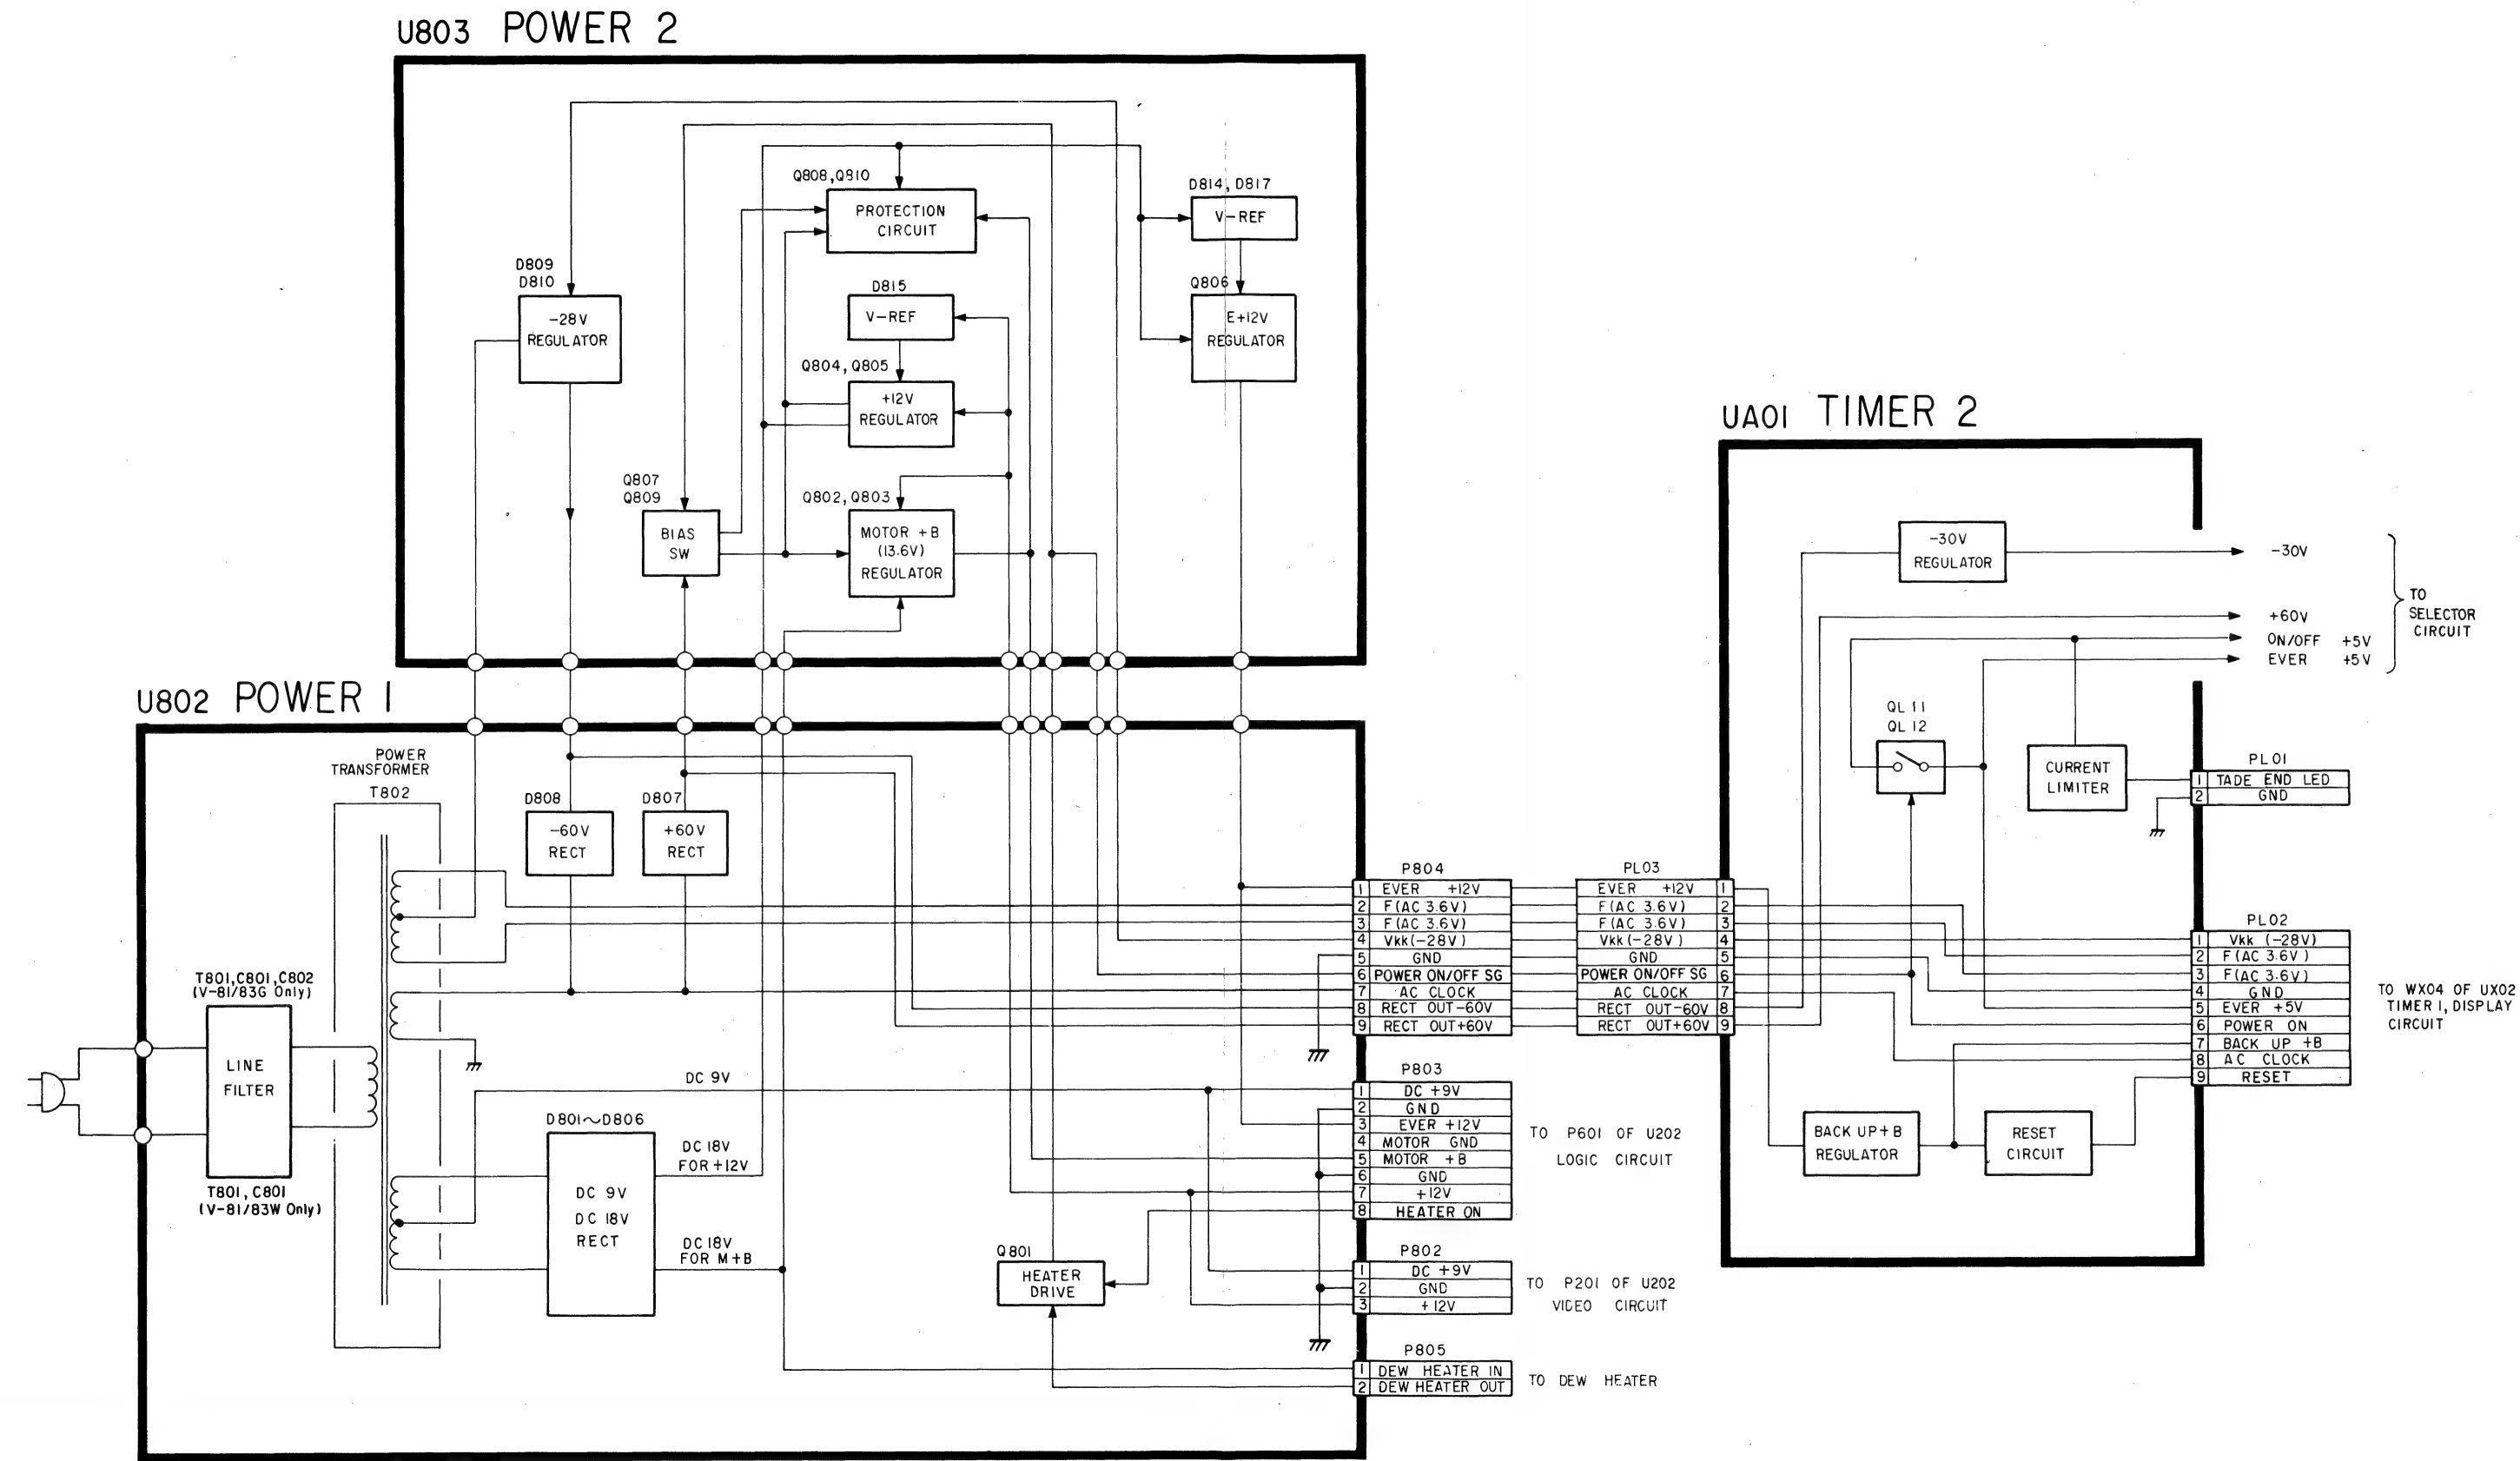 U803 POWER 2
Q808,Q810
PROTECTION
CIRCUIT
D814, D817
V-REF
D809
D810
-28V
REGULATOR
D815
V-REF
Q806
E+12V
REGULATOR
Q804,Q805
+12V
REGULATOR
Q807
Q809
BIAS
SW
Q802,Q803
MOTOR +B
(13.6V)
REGULATOR
U802 POWER 1
POWER
TRANSFORMER
T802
D808
-60V
RECT
D807
+60V
RECT
T801,C801,C802
(V-81/83G Only)
LINE
FILTER
T801, C801
(V-81/83W Only)
DC 9V
D801~D806
DC 9V
DC 18V
RECT
DC 18V
FOR +12V
DC 18V
FOR M+B
Q801
HEATER
DRIVE
P804
1 EVER +12V
2 F(AC 3.6V)
3 F(AC 3.6V)
4 Vkk(-28V)
5 GND
6 POWER ON/OFF SG
7 AC CLOCK
8 RECT OUT-60V
9 RECT OUT+60V
P803
1 DC +9V
2 GND
3 EVER +12V
4 MOTOR GND
5 MOTOR +B
6 GND
7 +12V
8 HEATER ON
TO P601 OF U202
LOGIC CIRCUIT
P802
1 DC +9V
2 GND
3 +12V
TO P201 OF U202
VIDEO CIRCUIT
P805
1 DEW HEATER IN
2 DEW HEATER OUT
TO DEW HEATER
PL03
EVER +12V 1
F(AC 3.6V) 2
F(AC 3.6V) 3
Vkk(-28V) 4
GND 5
POWER ON/OFF SG 6
AC CLOCK 7
RECT OUT-60V 8
RECT OUT+60V 9
UA01 TIMER 2
-30V
REGULATOR
-30V
+60V
ON/OFF +5V
EVER +5V
TO
SELECTOR
CIRCUIT
QL 11
QL 12
CURRENT
LIMITER
PL01
1 TADE END LED
2 GND
PL02
1 Vkk (-28V)
2 F(AC 3.6V)
3 F(AC 3.6V)
4 GND
5 EVER +5V
6 POWER ON
7 BACK UP +B
8 AC CLOCK
9 RESET
TO WX04 OF UX02
TIMER 1, DISPLAY
CIRCUIT
BACK UP+B
REGULATOR
RESET
CIRCUIT